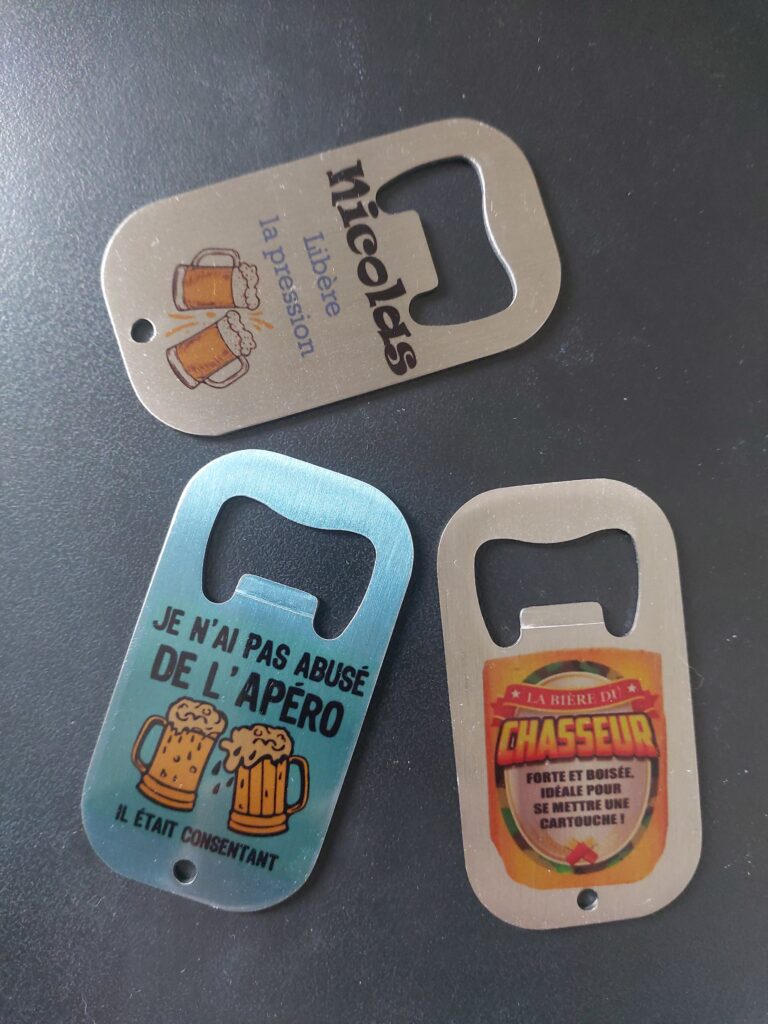 nicolas
Libère
la pression
JE N'AI PAS ABUSÉ
DE L'APÉRO
IL ÉTAIT CONSENTANT
LA BIÈRE DU
CHASSEUR
FORTE ET BOISÉE,
IDÉALE POUR
SE METTRE UNE
CARTOUCHE !